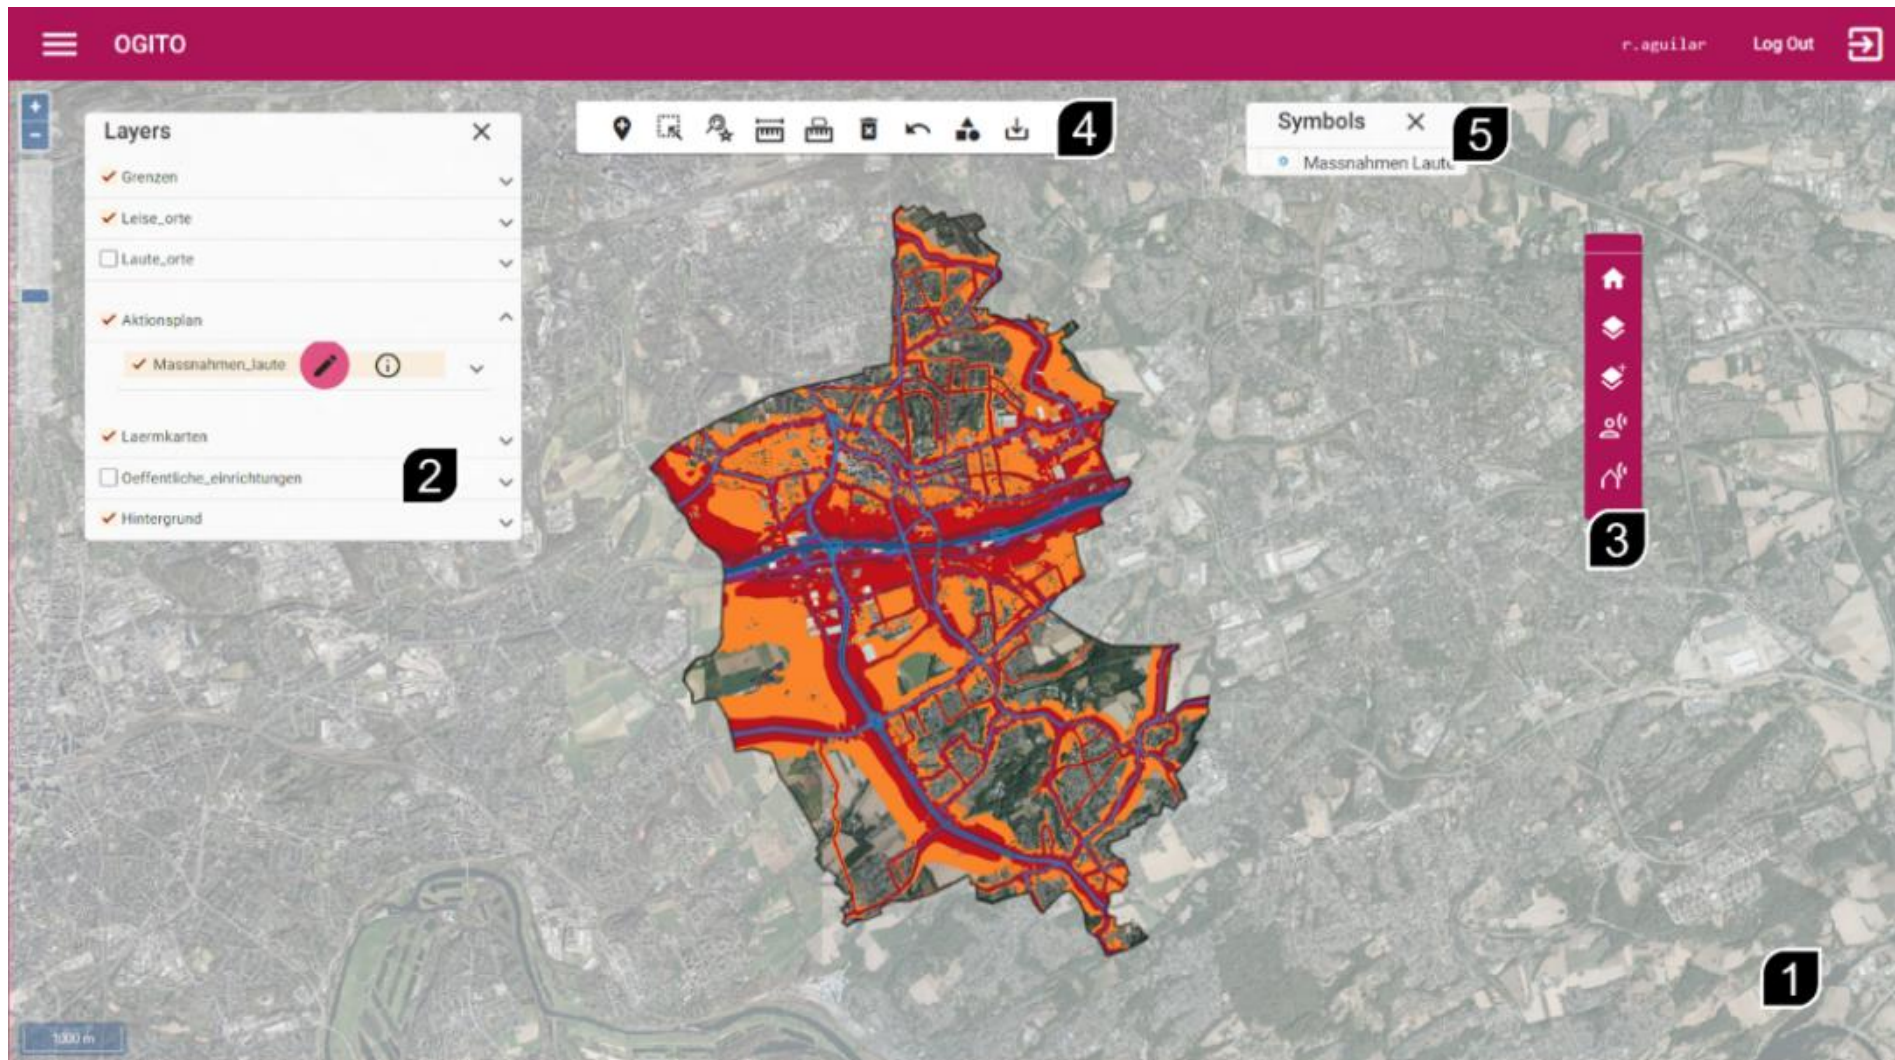 OGITO
r.aguilar
Log Out
+
-
Layers
Grenzen
Leise_orte
Laute_orte
Aktionsplan
Massnahmen_laute
Laermkarten
Oeffentliche_einrichtungen
Hintergrund
2
4
Symbols
5
Massnahmen Laute
3
1
1000 m